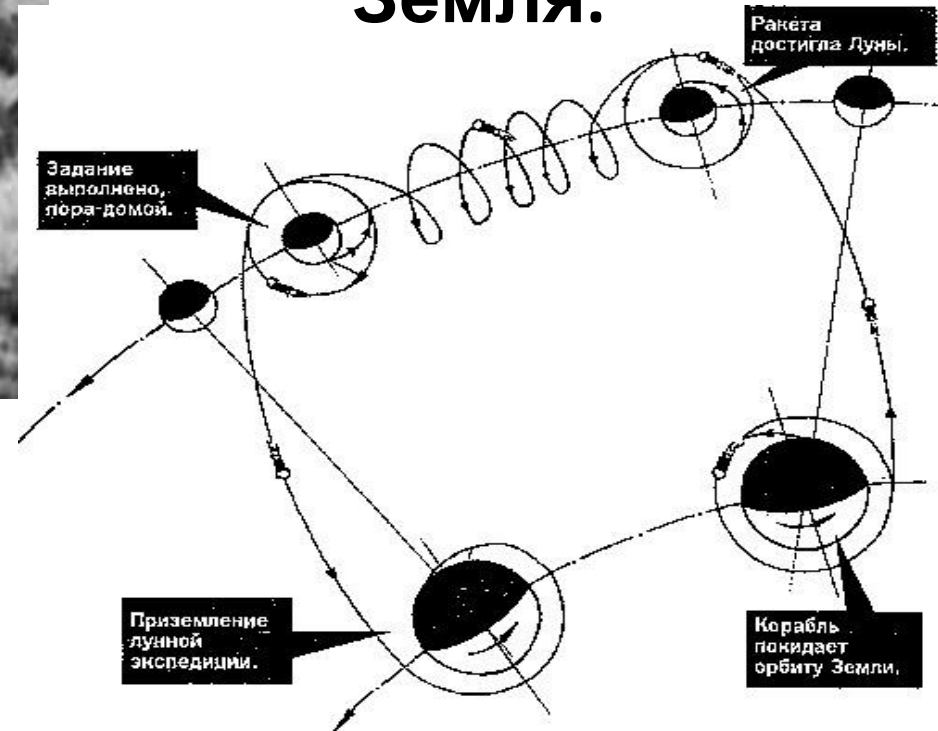 Земля.
Ракета
достигла Луны.
Задание
выполнено,
пора-домой.
Приземление
лунной
экспедиции.
Корабль
покидает
орбиту Земли.